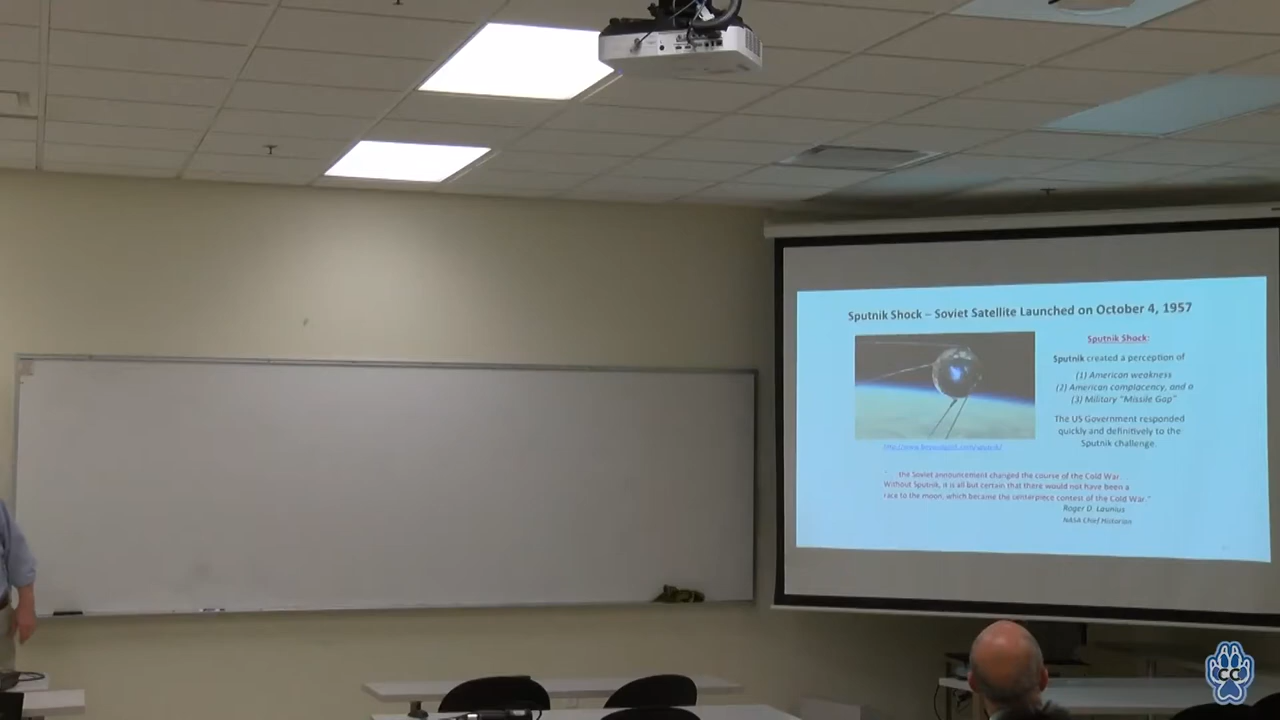 Sputnik Shock – Soviet Satellite Launched on October 4, 1957
Sputnik Shock:
Sputnik created a perception of
(1) American weakness
(2) American complacency, and a
(3) Military "Missile Gap"
The US Government responded
quickly and definitively to the
Sputnik challenge.
the Soviet announcement changed the course of the Cold War.
Without Sputnik, it is all but certain that there would not have been a
race to the moon, which became the centerpiece contest of the Cold War."
Roger D. Launius
NASA Chief Historian
CC